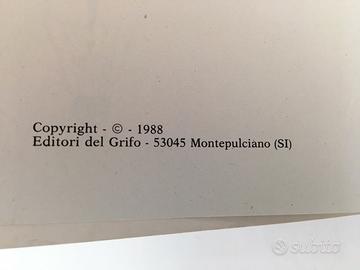 Copyright - © - 1988
Editori del Grifo - 53045 Montepulciano (SI)
subito